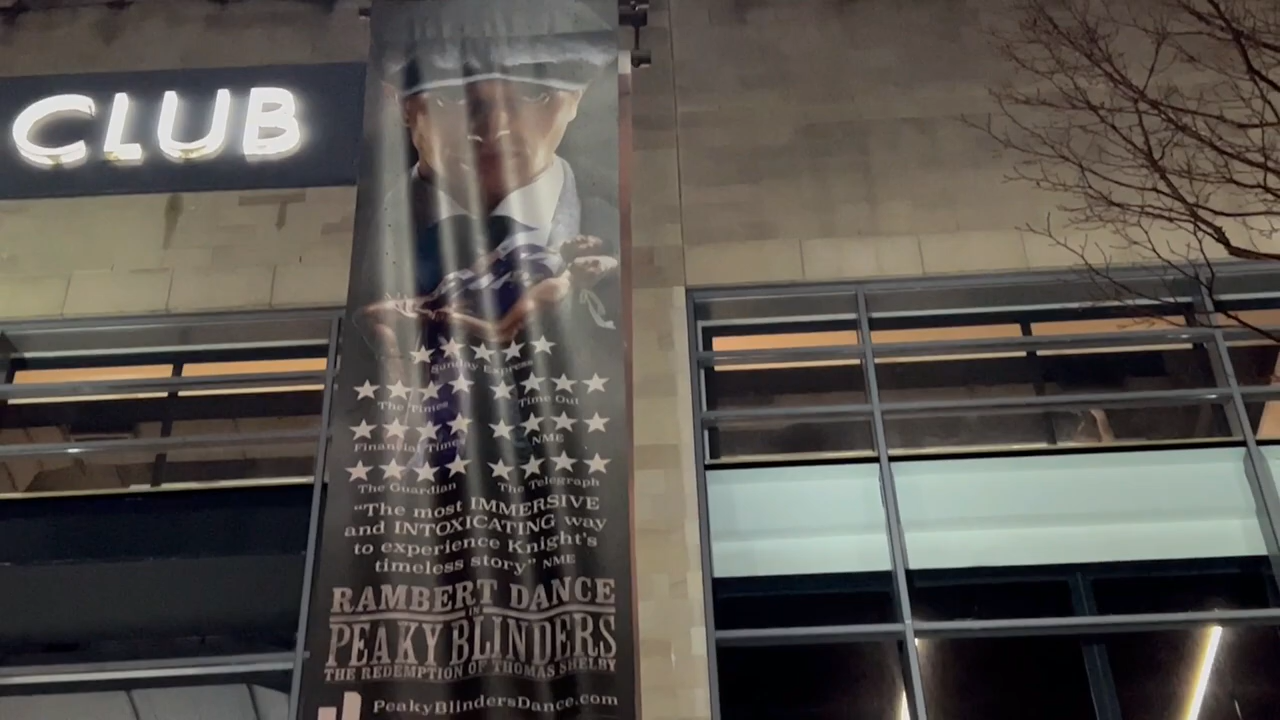 CLUB
Sunday Express
The Times
Time Out
Financial Times
NME
The Guardian
The Telegraph
“The most IMMERSIVE
and INTOXICATING way
to experience Knight's
timeless story” NME
RAMBERT DANCE
IN
PEAKY BLINDERS
THE REDEMPTION OF THOMAS SHELBY
PeakyBlindersDance.com